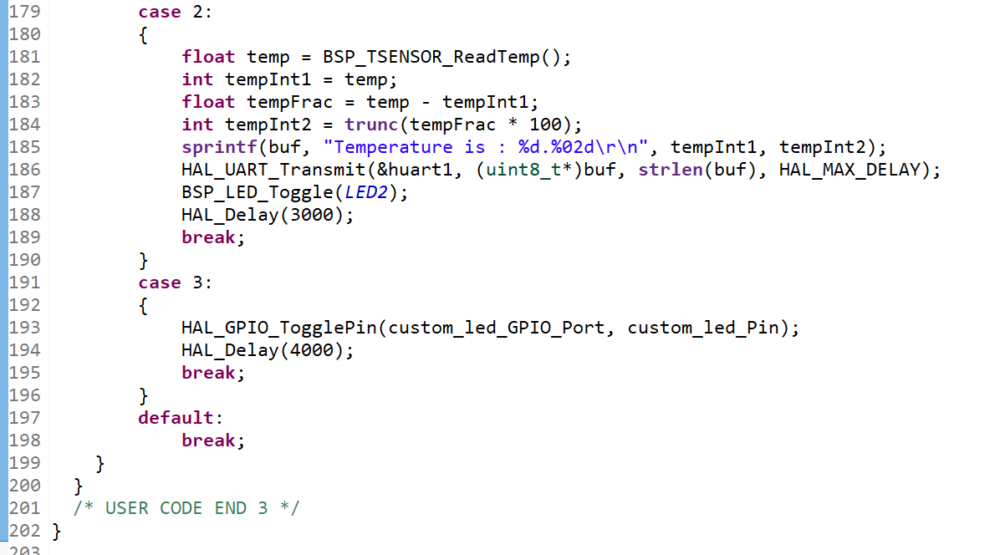 179 case 2:
180 {
181 float temp = BSP_TSENSOR_ReadTemp();
182 int tempInt1 = temp;
183 float tempFrac = temp - tempInt1;
184 int tempInt2 = trunc(tempFrac * 100);
185 sprintf(buf, "Temperature is : %d.%02d\r\n", tempInt1, tempInt2);
186 HAL_UART_Transmit(&huart1, (uint8_t*)buf, strlen(buf), HAL_MAX_DELAY);
187 BSP_LED_Toggle(LED2);
188 HAL_Delay(3000);
189 break;
190 }
191 case 3:
192 {
193 HAL_GPIO_TogglePin(custom_led_GPIO_Port, custom_led_Pin);
194 HAL_Delay(4000);
195 break;
196 }
197 default:
198 break;
199 }
200 }
201 /* USER CODE END 3 */
202 }
203